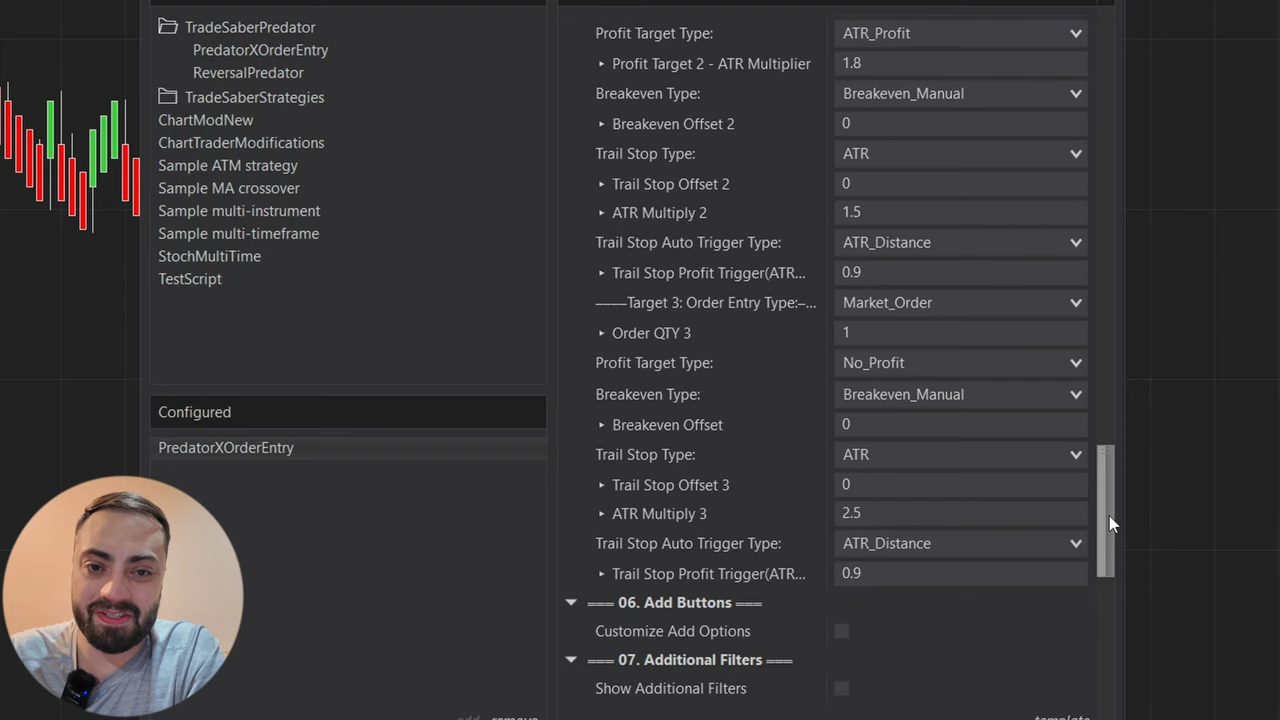 TradeSaberPredator
PredatorXOrderEntry
ReversalPredator
TradeSaberStrategies
ChartModNew
ChartTraderModifications
Sample ATM strategy
Sample MA crossover
Sample multi-instrument
Sample multi-timeframe
StochMultiTime
TestScript
Configured
PredatorXOrderEntry
Profit Target Type: ATR_Profit
Profit Target 2 - ATR Multiplier 1.8
Breakeven Type: Breakeven_Manual
Breakeven Offset 2 0
Trail Stop Type: ATR
Trail Stop Offset 2 0
ATR Multiply 2 1.5
Trail Stop Auto Trigger Type: ATR_Distance
Trail Stop Profit Trigger(ATR... 0.9
––––Target 3: Order Entry Type:–... Market_Order
Order QTY 3 1
Profit Target Type: No_Profit
Breakeven Type: Breakeven_Manual
Breakeven Offset 0
Trail Stop Type: ATR
Trail Stop Offset 3 0
ATR Multiply 3 2.5
Trail Stop Auto Trigger Type: ATR_Distance
Trail Stop Profit Trigger(ATR... 0.9
=== 06. Add Buttons ===
Customize Add Options
=== 07. Additional Filters ===
Show Additional Filters
add remove
template